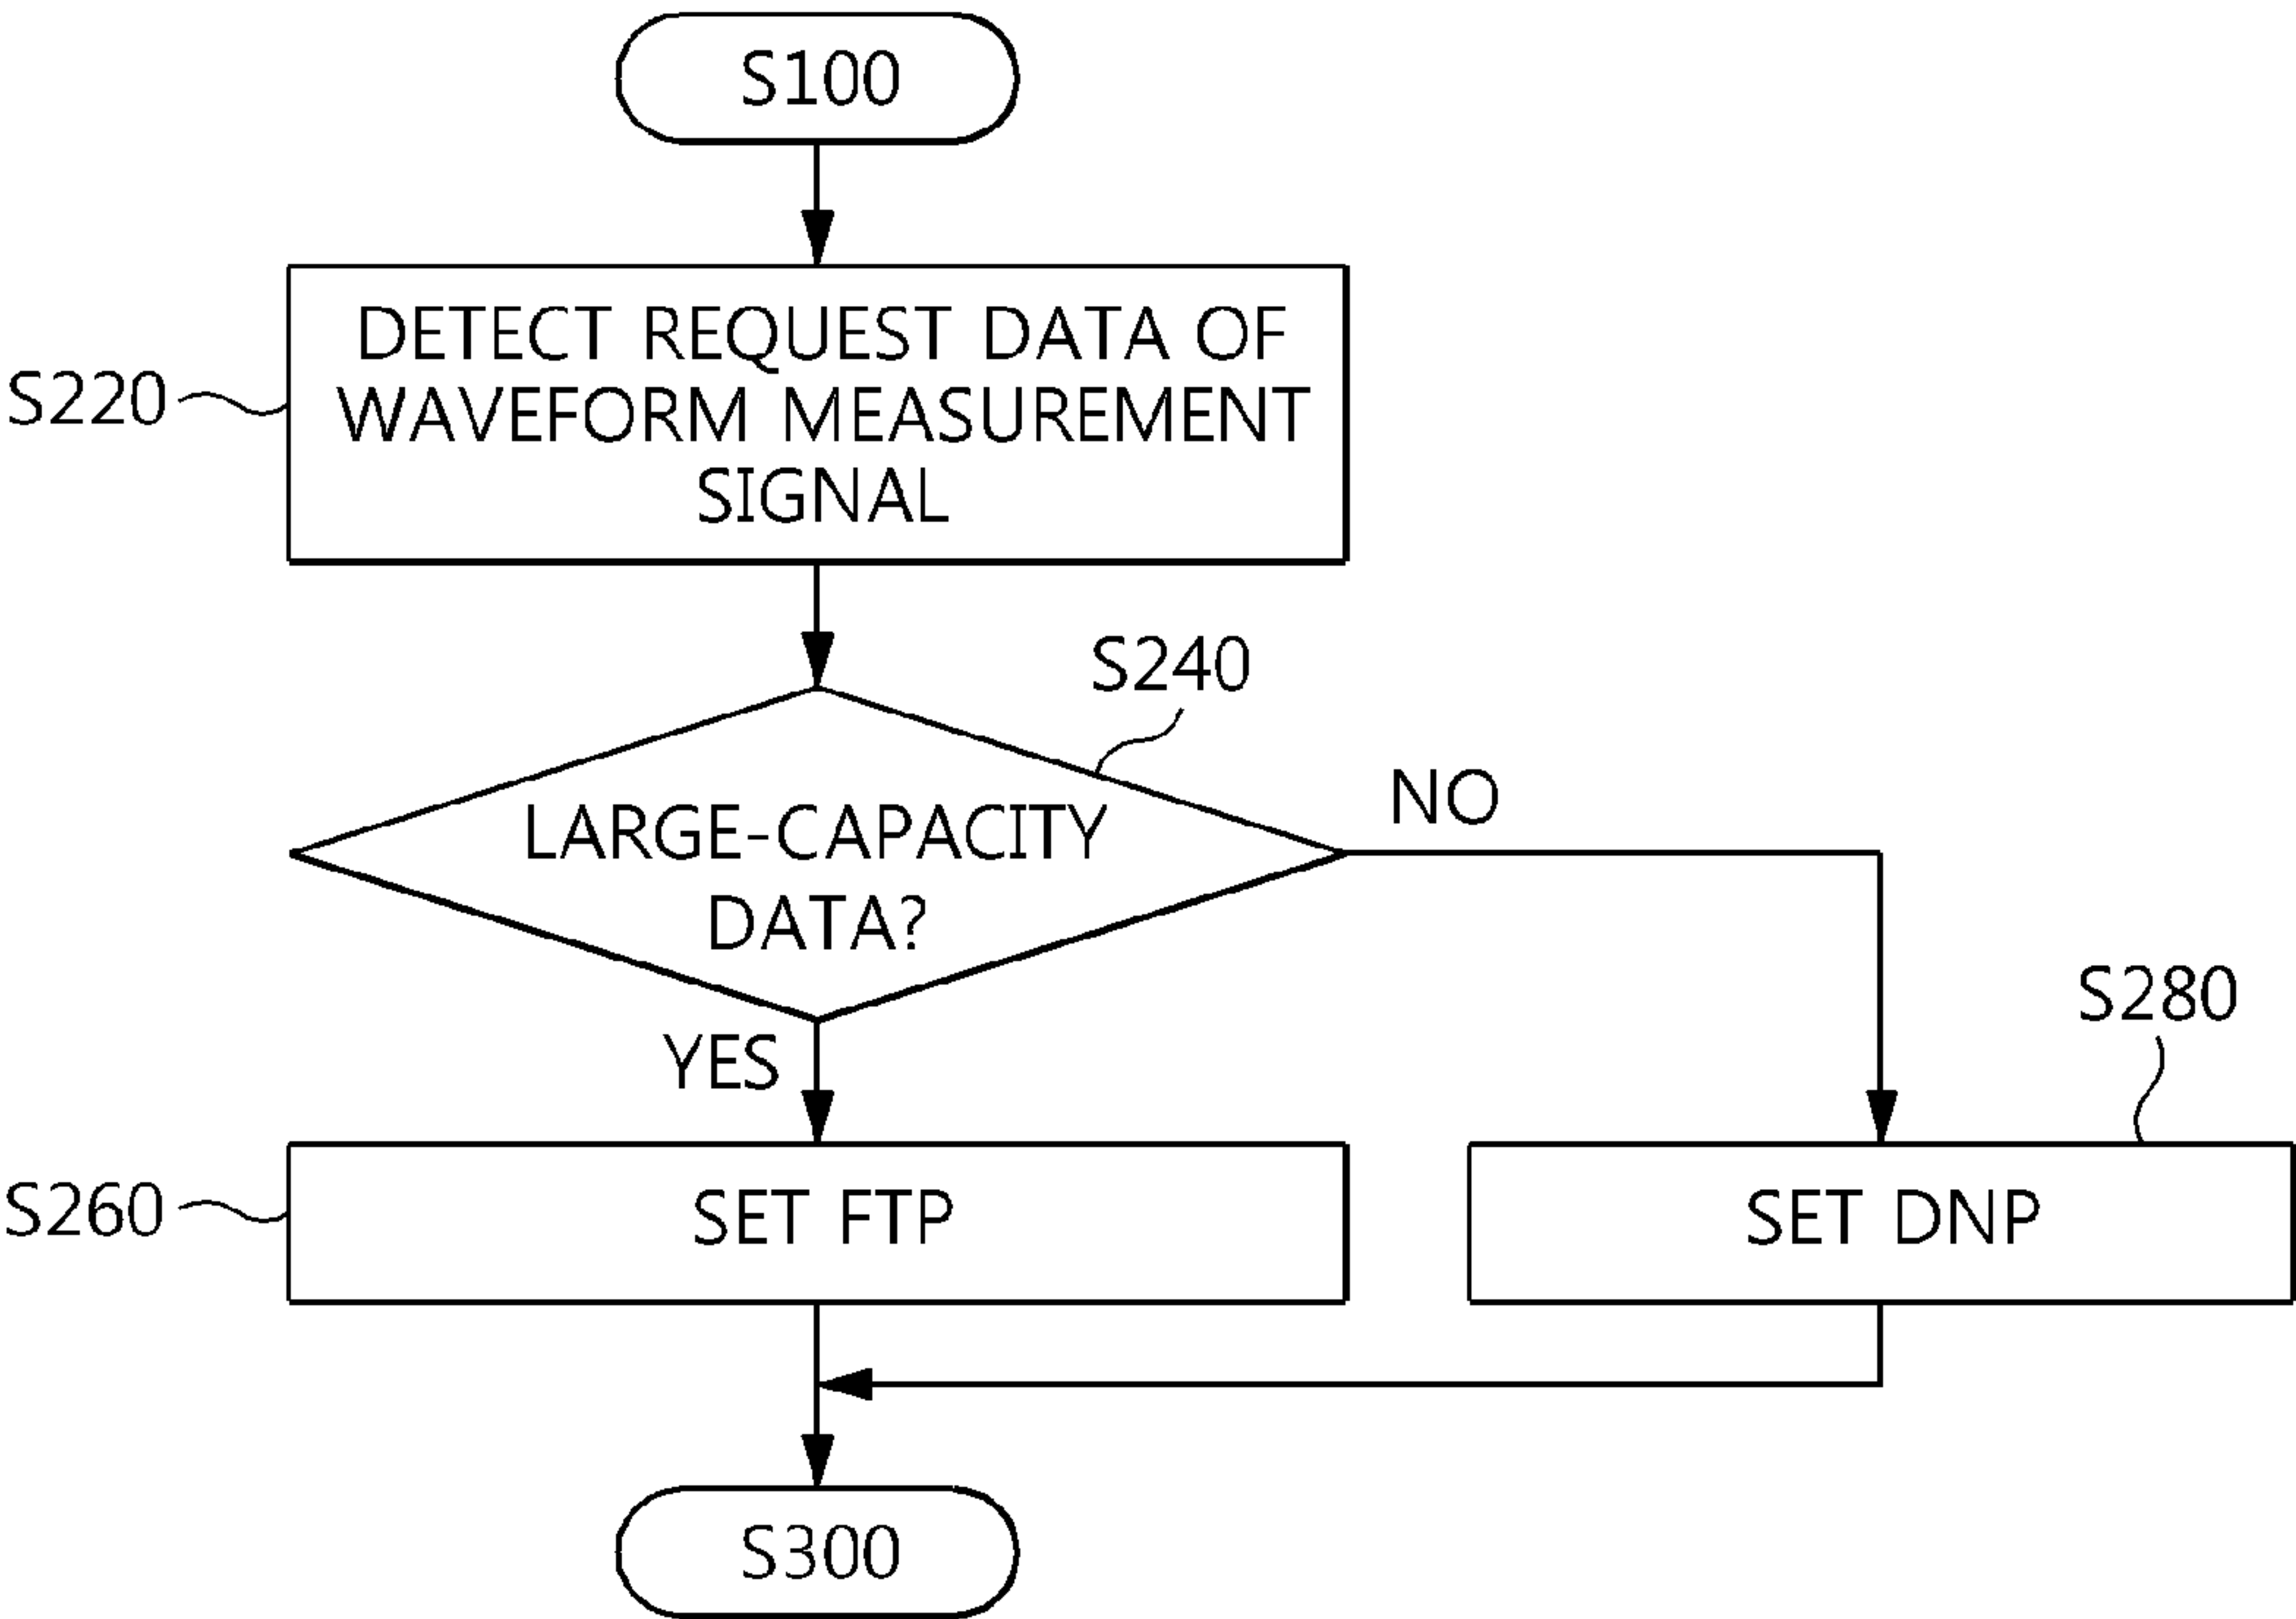 S100
DETECT REQUEST DATA OF
S220
WAVEFORM MEASUREMENT
SIGNAL
S240
NO
LARGE-CAPACITY
DATA?
S280
YES
S260
SET FTP
SET DNP
S300